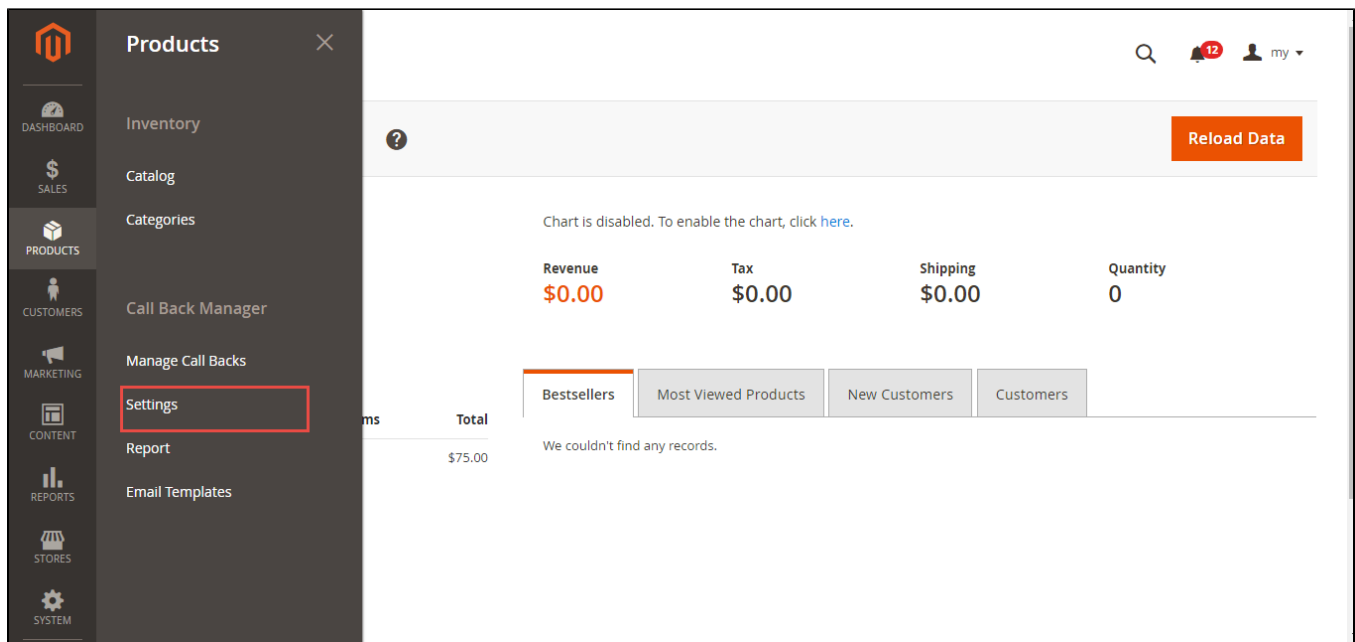 DASHBOARD
SALES
PRODUCTS
CUSTOMERS
MARKETING
CONTENT
REPORTS
STORES
SYSTEM
Products
Inventory
Catalog
Categories
Call Back Manager
Manage Call Backs
Settings
Report
Email Templates
12
my
Reload Data
Chart is disabled. To enable the chart, click here.
Revenue Tax Shipping Quantity
$0.00 $0.00 $0.00 0
ms Total
$75.00
Bestsellers Most Viewed Products New Customers Customers
We couldn't find any records.